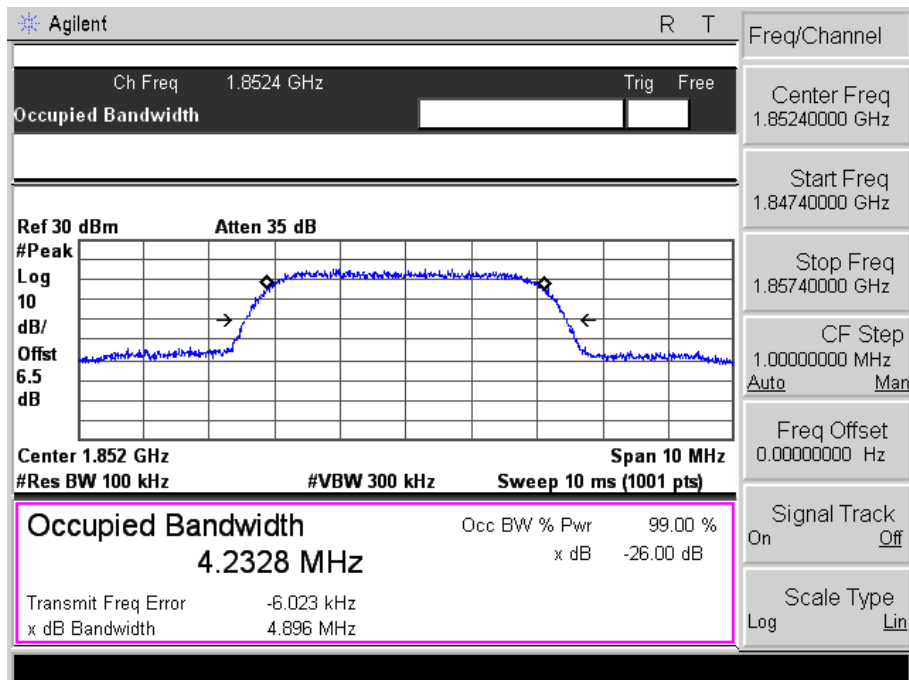 Agilent R T
Freq/Channel
Ch Freq 1.8524 GHz Trig Free
Occupied Bandwidth
Center Freq
1.85240000 GHz
Start Freq
1.84740000 GHz
Stop Freq
1.85740000 GHz
CF Step
1.00000000 MHz
Auto Man
Freq Offset
0.00000000 Hz
Signal Track
On Off
Scale Type
Log Lin
Ref 30 dBm Atten 35 dB
#Peak
Log
10
dB/
Offst
6.5
dB
Center 1.852 GHz Span 10 MHz
#Res BW 100 kHz #VBW 300 kHz Sweep 10 ms (1001 pts)
Occupied Bandwidth Occ BW % Pwr 99.00 %
4.2328 MHz x dB -26.00 dB
Transmit Freq Error -6.023 kHz
x dB Bandwidth 4.896 MHz